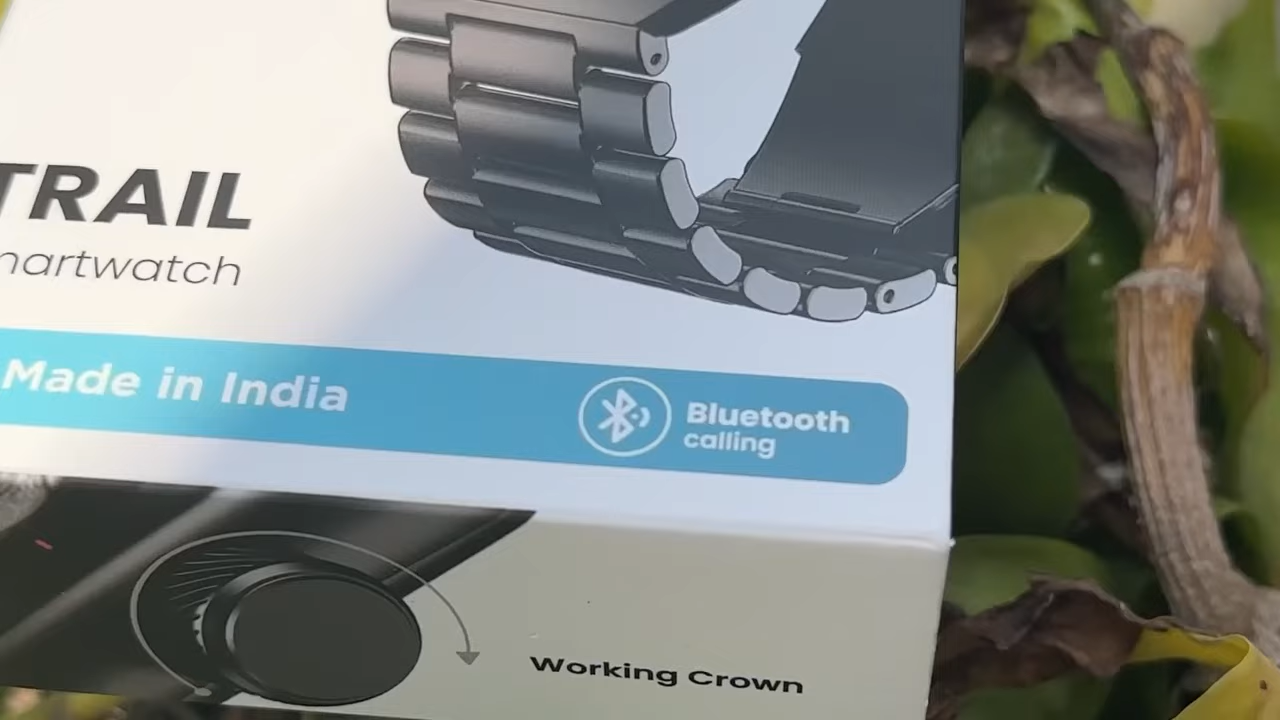 TRAIL
martwatch
Made in India
Bluetooth
calling
Working Crown